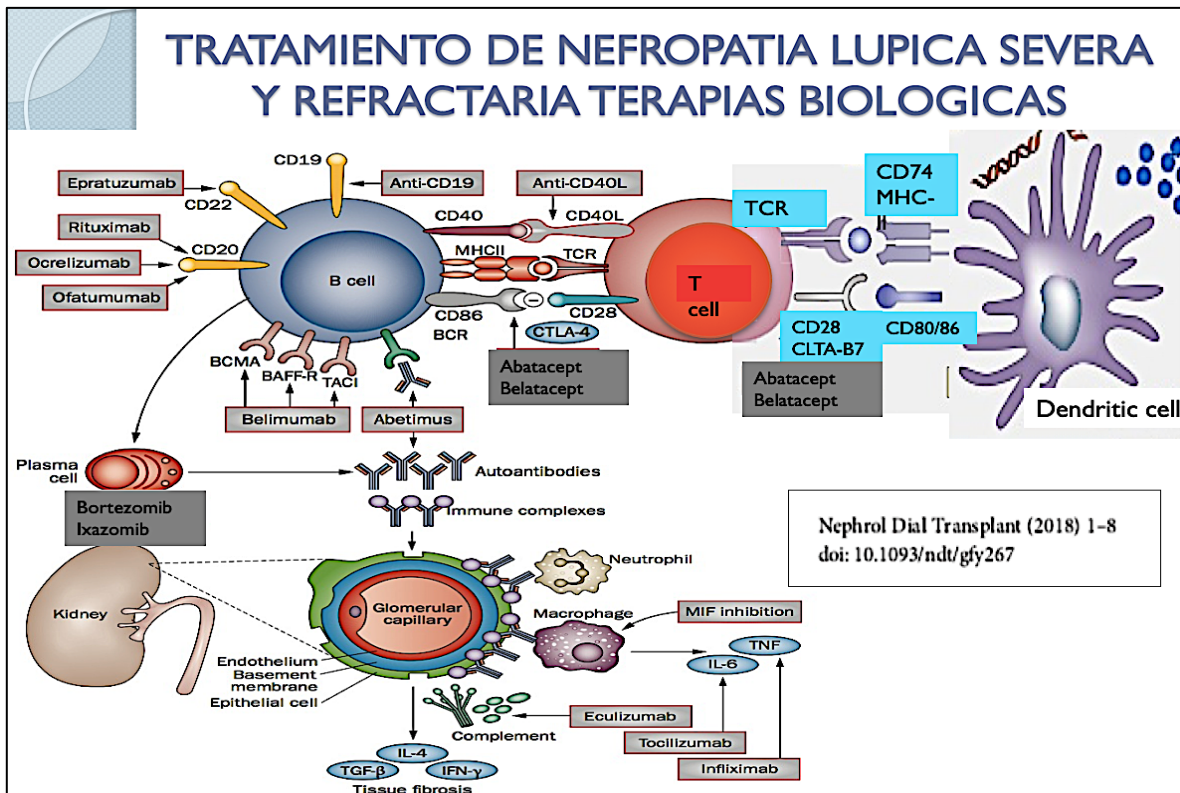 TRATAMIENTO DE NEFROPATIA LUPICA SEVERA
Y REFRACTARIA TERAPIAS BIOLOGICAS
CD19
Epratuzumab
CD22
Anti-CD19
Anti-CD40L
Rituximab
CD20
Ocrelizumab
Ofatumumab
B cell
CD40
CD40L
MHCII
TCR
CD86
BCR
CD28
CTLA-4
T
cell
TCR
CD74
MHC-
CD28
CLTA-B7
CD80/86
Abatacept
Belatacept
Abatacept
Belatacept
Dendritic cell
BCMA
BAFF-R
TACI
Belimumab
Abetimus
Plasma
cell
Bortezomib
Ixazomib
Autoantibodies
Immune complexes
Nephrol Dial Transplant (2018) 1–8
doi: 10.1093/ndt/gfy267
Kidney
Glomerular
capillary
Endothelium
Basement
membrane
Epithelial cell
Neutrophil
Macrophage
MIF inhibition
TNF
IL-6
Complement
Eculizumab
Tocilizumab
Infliximab
IL-4
TGF-β
IFN-γ
Tissue fibrosis